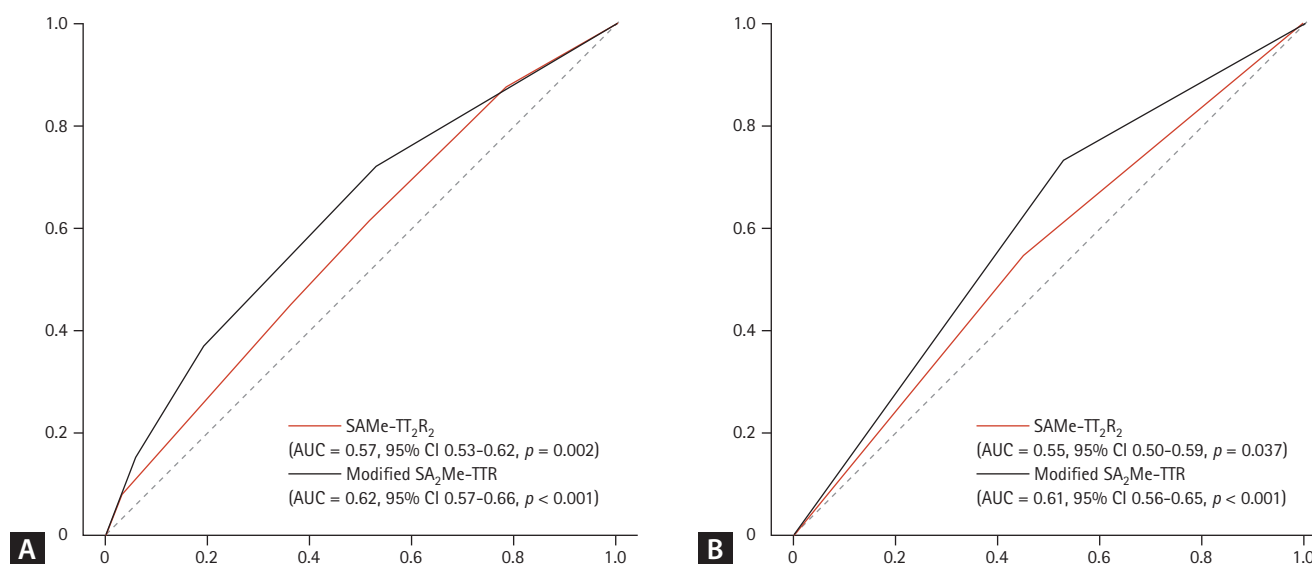 1.0
0.8
0.6
0.4
0.2
0
0 0.2 0.4 0.6 0.8 1.0
SAMe-TT₂R₂
(AUC = 0.57, 95% CI 0.53–0.62, p = 0.002)
Modified SA₂Me-TTR
(AUC = 0.62, 95% CI 0.57–0.66, p < 0.001)
A
1.0
0.8
0.6
0.4
0.2
0
0 0.2 0.4 0.6 0.8 1.0
SAMe-TT₂R₂
(AUC = 0.55, 95% CI 0.50–0.59, p = 0.037)
Modified SA₂Me-TTR
(AUC = 0.61, 95% CI 0.56–0.65, p < 0.001)
B